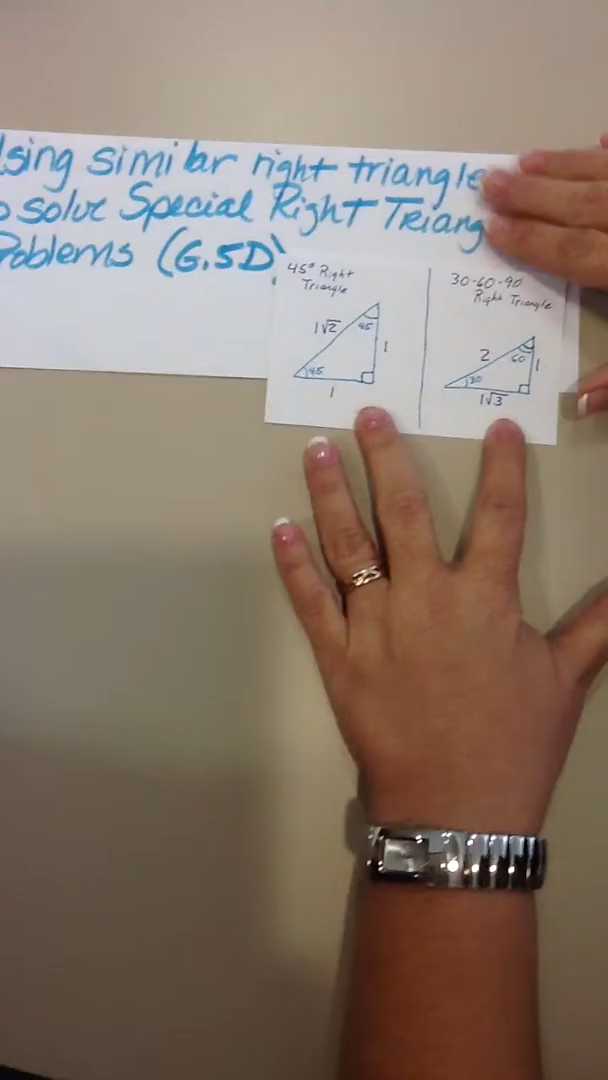 sing similar right triangle
o solve Special Right Triang
roblems (G.5D)
45° Right
Triangle
1√2
45
1
45
1
30-60-90
Right Triangle
2
60
1
30
1√3